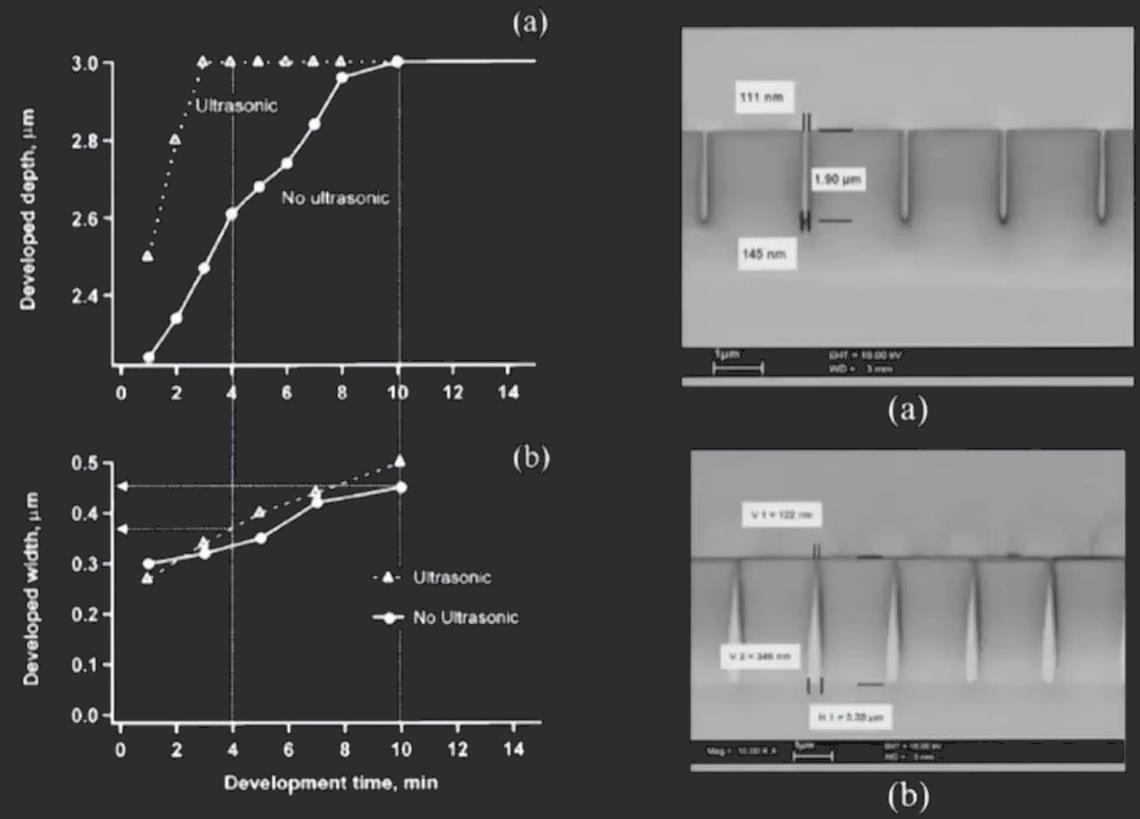 (a)
3.0
2.8
2.6
2.4
Developed depth, µm
Ultrasonic
No ultrasonic
0 2 4 6 8 10 12 14
(b)
0.5
0.4
0.3
0.2
0.1
0.0
Developed width, µm
Ultrasonic
No Ultrasonic
0 2 4 6 8 10 12 14
Development time, min
111 nm
1.90 µm
145 nm
1µm
EHT = 10.00 kV
WD = 3 mm
(a)
V 1 = 122 nm
V 2 = 346 nm
H 1 = 3.38 µm
Mag = 10.00 K X
1µm
EHT = 10.00 kV
WD = 3 mm
(b)